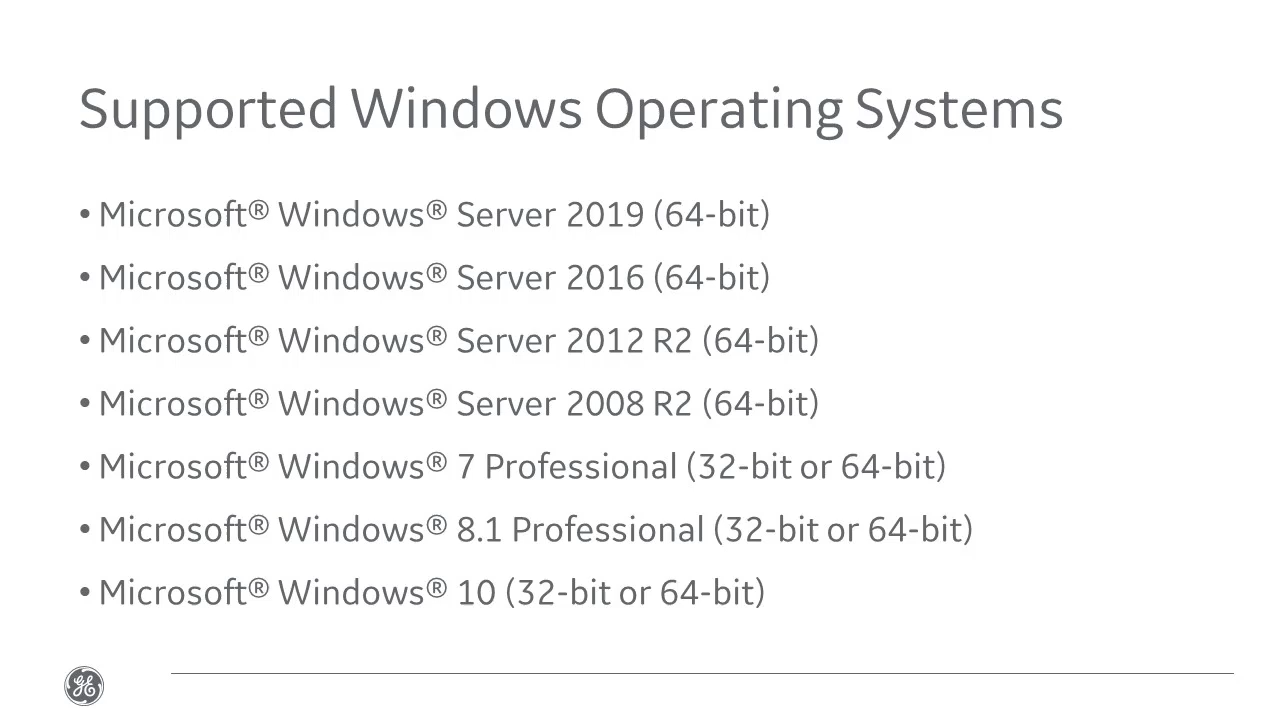 Supported Windows Operating Systems
• Microsoft® Windows® Server 2019 (64-bit)
• Microsoft® Windows® Server 2016 (64-bit)
• Microsoft® Windows® Server 2012 R2 (64-bit)
• Microsoft® Windows® Server 2008 R2 (64-bit)
• Microsoft® Windows® 7 Professional (32-bit or 64-bit)
• Microsoft® Windows® 8.1 Professional (32-bit or 64-bit)
• Microsoft® Windows® 10 (32-bit or 64-bit)
GE